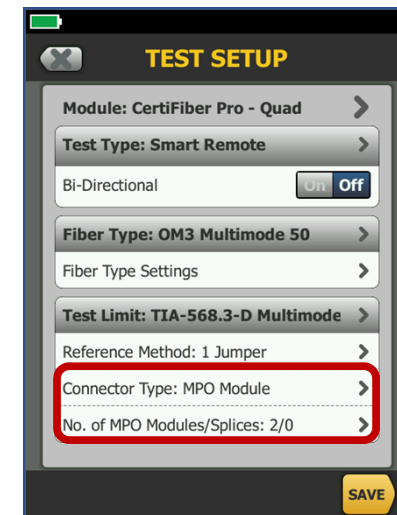 TEST SETUP
Module: CertiFiber Pro - Quad
Test Type: Smart Remote
Bi-Directional On Off
Fiber Type: OM3 Multimode 50
Fiber Type Settings
Test Limit: TIA-568.3-D Multimode
Reference Method: 1 Jumper
Connector Type: MPO Module
No. of MPO Modules/Splices: 2/0
SAVE